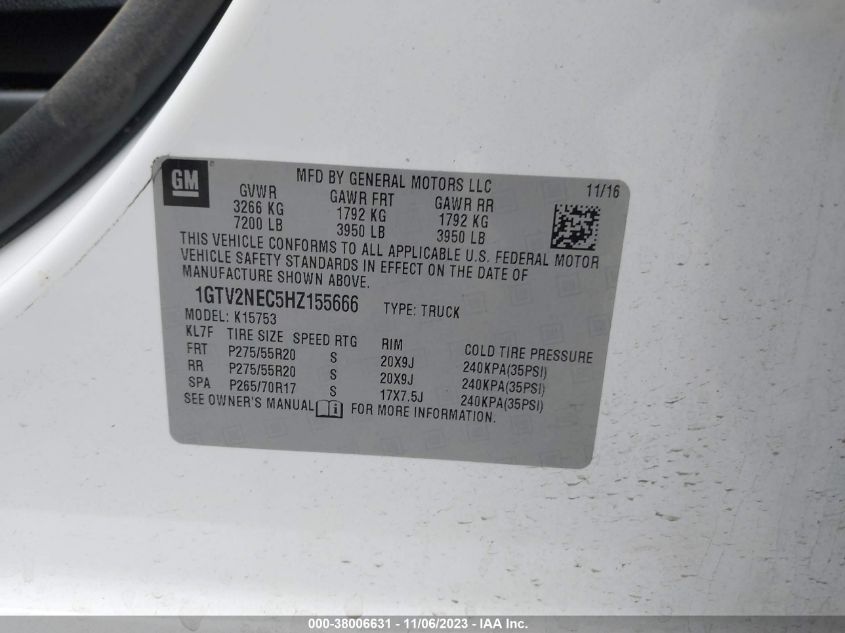 GM
MFD BY GENERAL MOTORS LLC
11/16
GVWR GAWR FRT GAWR RR
3266 KG 1792 KG 1792 KG
7200 LB 3950 LB 3950 LB
THIS VEHICLE CONFORMS TO ALL APPLICABLE U.S. FEDERAL MOTOR
VEHICLE SAFETY STANDARDS IN EFFECT ON THE DATE OF
MANUFACTURE SHOWN ABOVE.
1GTV2NEC5HZ155666 TYPE: TRUCK
MODEL: K15753
KL7F TIRE SIZE SPEED RTG RIM COLD TIRE PRESSURE
FRT P275/55R20 S 20X9J 240KPA(35PSI)
RR P275/55R20 S 20X9J 240KPA(35PSI)
SPA P265/70R17 S 17X7.5J 240KPA(35PSI)
SEE OWNER'S MANUAL FOR MORE INFORMATION.
000-38006631 - 11/06/2023 - IAA Inc.